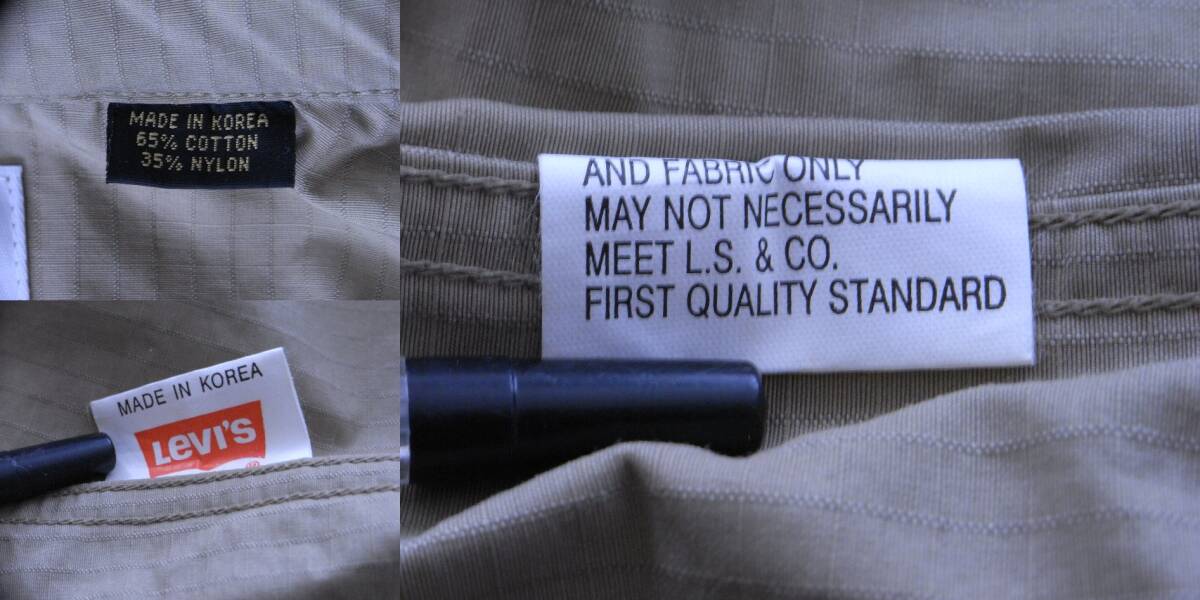 MADE IN KOREA
65% COTTON
35% NYLON
MADE IN KOREA
LEVI'S
®
AND FABRIC ONLY
MAY NOT NECESSARILY
MEET L.S. & CO.
FIRST QUALITY STANDARD